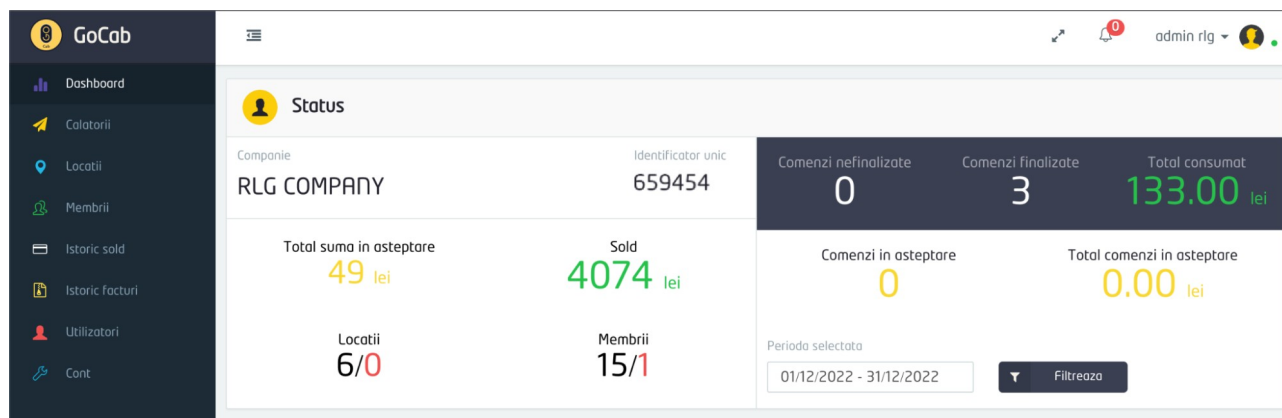 GoCab
0
admin rlg
Dashboard
Calatorii
Locatii
Membrii
Istoric sold
Istoric facturi
Utilizatori
Cont
Status
Companie
RLG COMPANY
Identificator unic
659454
Total suma in asteptare
49 lei
Sold
4074 lei
Locatii
6/0
Membrii
15/1
Comenzi nefinalizate
0
Comenzi finalizate
3
Total consumat
133.00 lei
Comenzi in asteptare
0
Total comenzi in asteptare
0.00 lei
Perioda selectata
01/12/2022 - 31/12/2022
Filtreaza